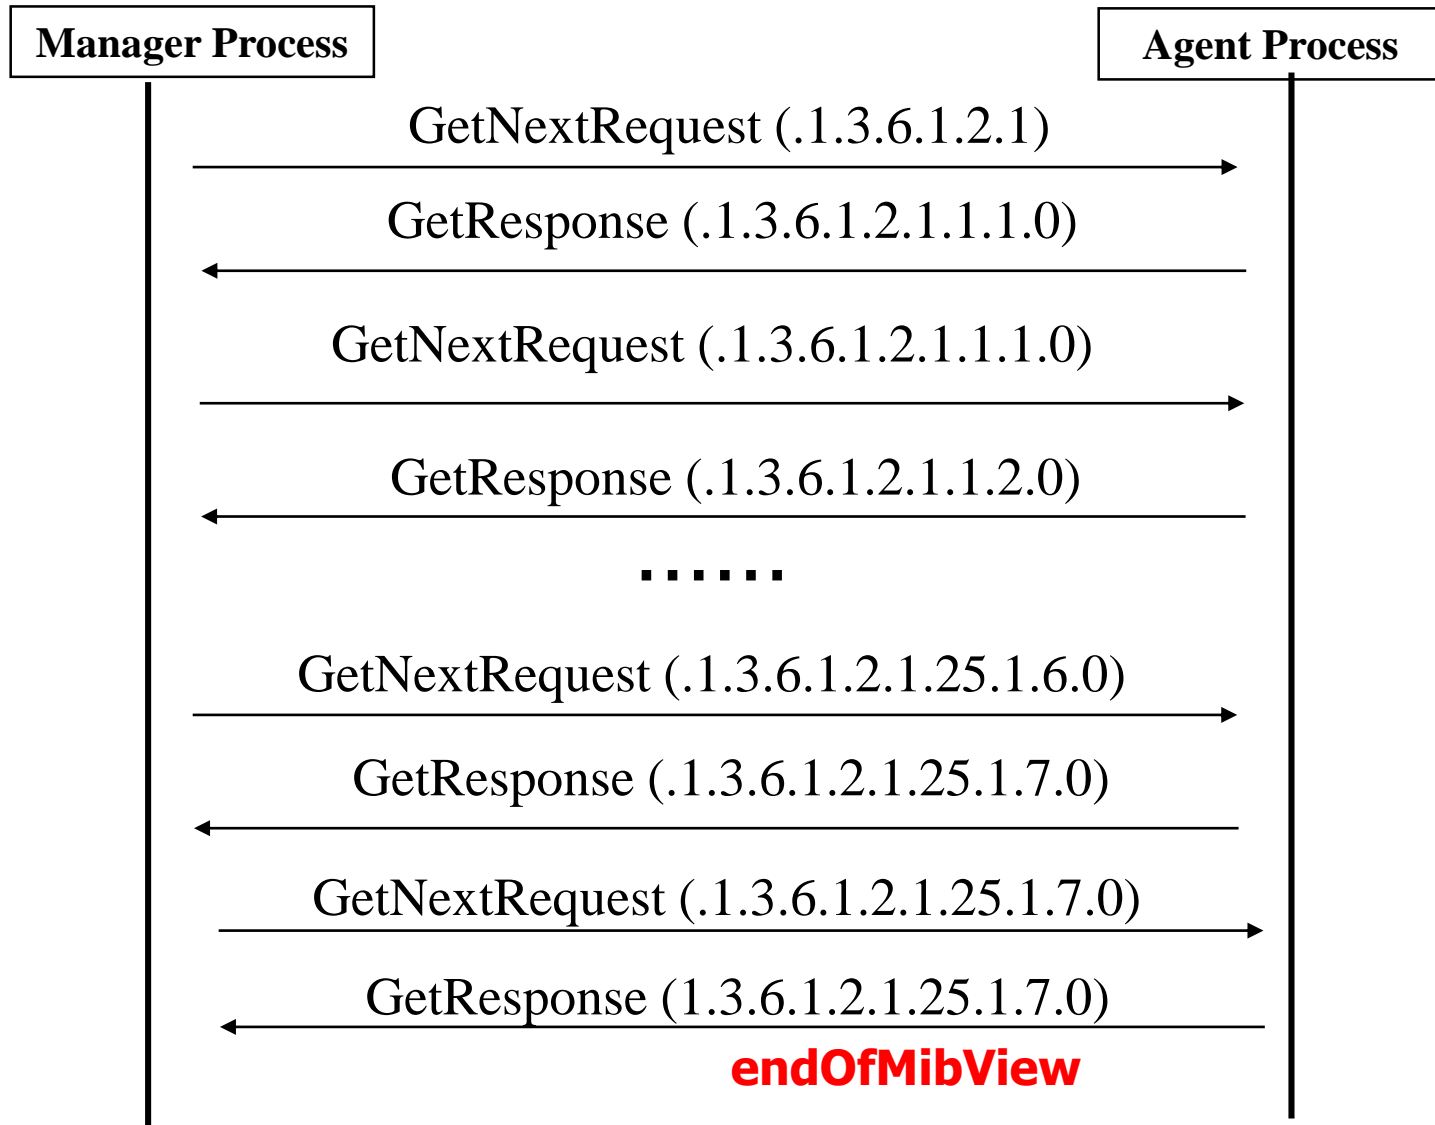 Manager Process
Agent Process
GetNextRequest (.1.3.6.1.2.1)
GetResponse (.1.3.6.1.2.1.1.1.0)
GetNextRequest (.1.3.6.1.2.1.1.1.0)
GetResponse (.1.3.6.1.2.1.1.2.0)
......
GetNextRequest (.1.3.6.1.2.1.25.1.6.0)
GetResponse (.1.3.6.1.2.1.25.1.7.0)
GetNextRequest (.1.3.6.1.2.1.25.1.7.0)
GetResponse (1.3.6.1.2.1.25.1.7.0)
endOfMibView